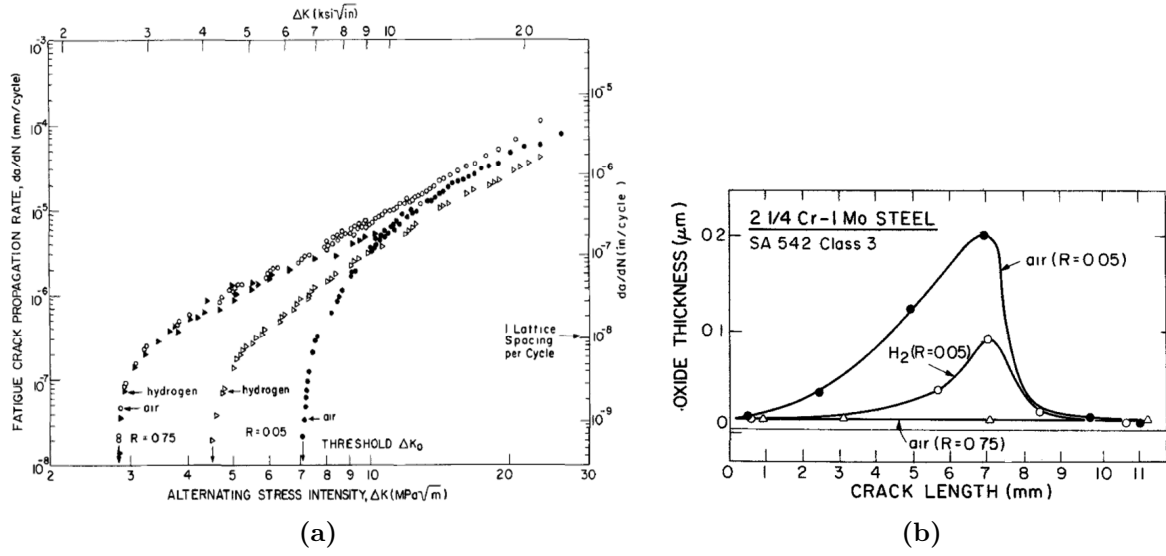 ΔK (ksi√in)
2 3 4 5 6 7 8 9 10 20
FATIGUE CRACK PROPAGATION RATE, da/dN (mm/cycle)
10⁻³
10⁻⁴
10⁻⁵
10⁻⁶
10⁻⁷
10⁻⁸
10⁻⁵
10⁻⁶
10⁻⁷
10⁻⁸
10⁻⁹
da/dN (in/cycle)
1 Lattice
Spacing
per Cycle
hydrogen
air
R = 0.75
hydrogen
R = 0.05
air
THRESHOLD ΔK₀
2 3 4 5 6 7 8 9 10 20 30
ALTERNATING STRESS INTENSITY, ΔK (MPa√m)
(a)
2 1/4 Cr-1 Mo STEEL
SA 542 Class 3
OXIDE THICKNESS (μm)
0.2
0.1
0
air (R=0.05)
H₂ (R=0.05)
air (R=0.75)
0 1 2 3 4 5 6 7 8 9 10 11
CRACK LENGTH (mm)
(b)